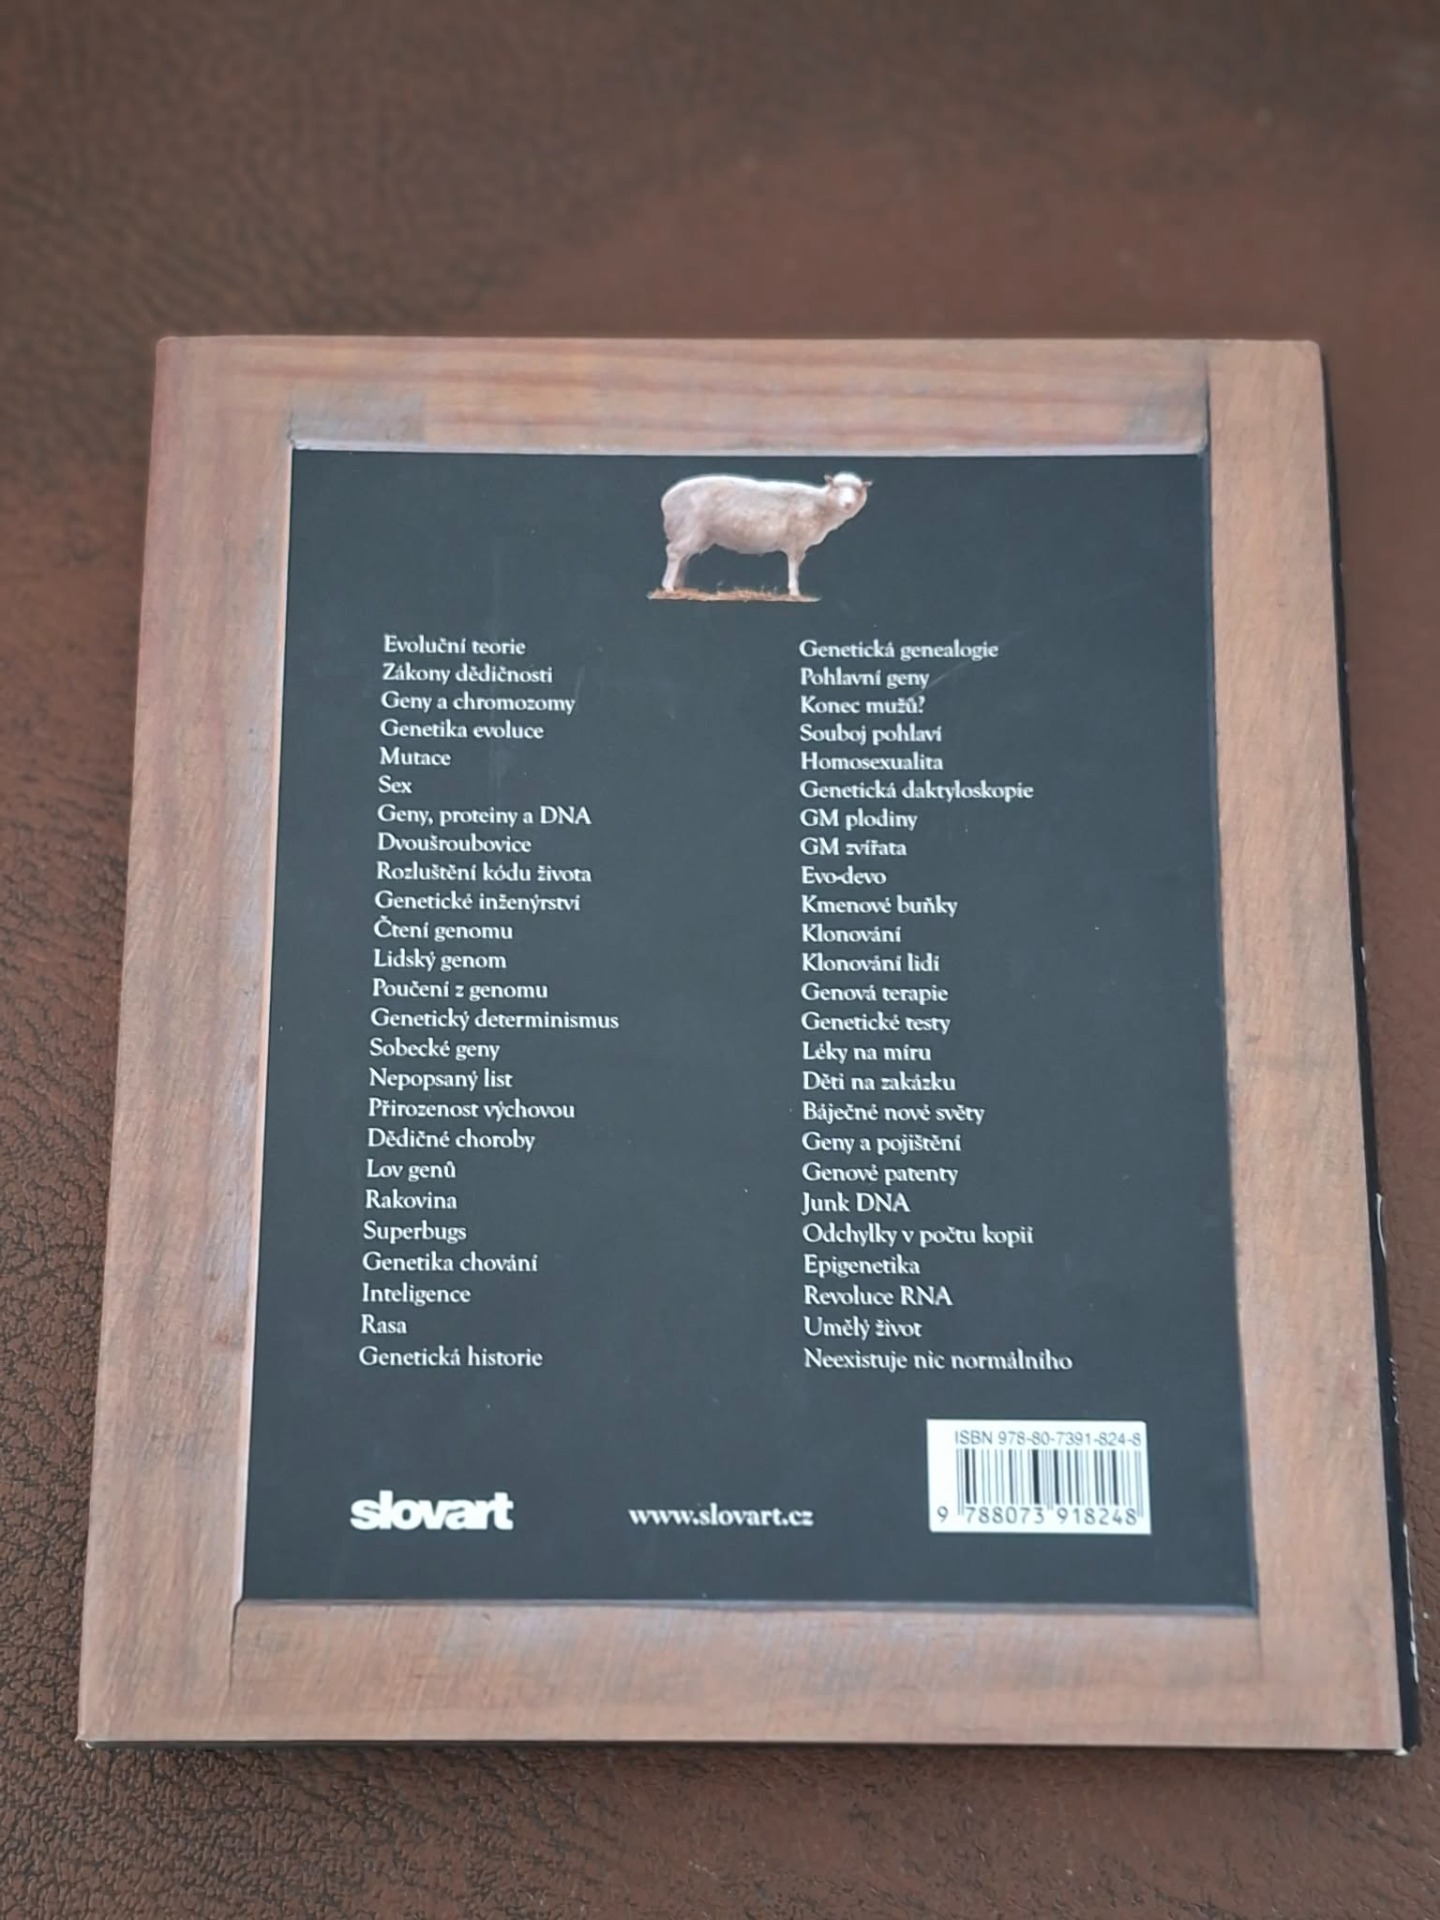 Evoluční teorie
Zákony dědičnosti
Geny a chromozomy
Genetika evoluce
Mutace
Sex
Geny, proteiny a DNA
Dvoušroubovice
Rozluštění kódu života
Genetické inženýrství
Čtení genomu
Lidský genom
Poučení z genomu
Genetický determinismus
Sobecké geny
Nepopsaný list
Přirozenost výchovou
Dědičné choroby
Lov genů
Rakovina
Superbugs
Genetika chování
Inteligence
Rasa
Genetická historie
Genetická genealogie
Pohlavní geny
Konec mužů?
Souboj pohlaví
Homosexualita
Genetická daktyloskopie
GM plodiny
GM zvířata
Evo-devo
Kmenové buňky
Klonování
Klonování lidí
Genová terapie
Genetické testy
Léky na míru
Děti na zakázku
Báječné nové světy
Geny a pojištění
Genové patenty
Junk DNA
Odchylky v počtu kopií
Epigenetika
Revoluce RNA
Umělý život
Neexistuje nic normálního
slovart
www.slovart.cz
ISBN 978-80-7391-824-8
9 788073 918248